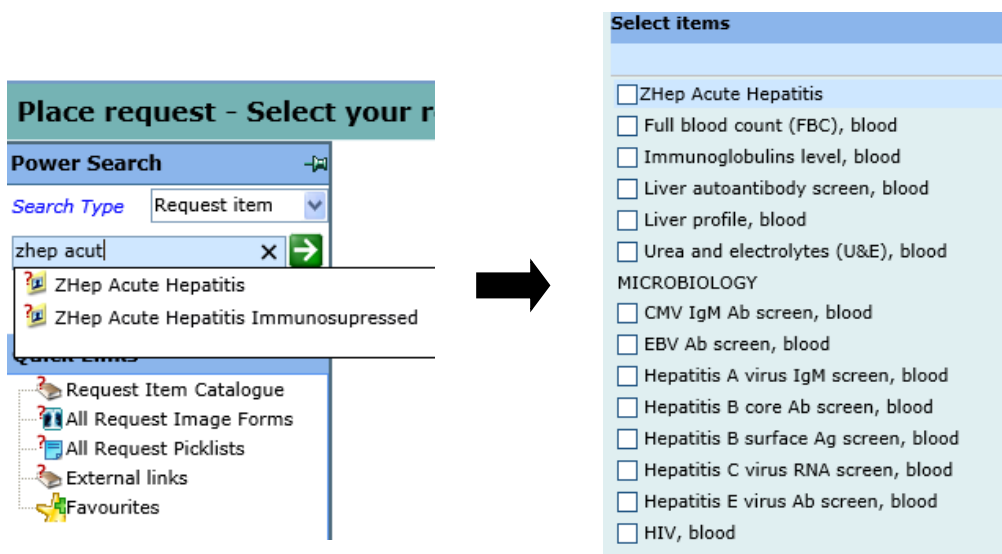 Place request - Select your r
Power Search
Search Type Request item
zhep acut
ZHep Acute Hepatitis
ZHep Acute Hepatitis Immunosupressed
Quick Links
Request Item Catalogue
All Request Image Forms
All Request Picklists
External links
Favourites
Select items
ZHep Acute Hepatitis
Full blood count (FBC), blood
Immunoglobulins level, blood
Liver autoantibody screen, blood
Liver profile, blood
Urea and electrolytes (U&E), blood
MICROBIOLOGY
CMV IgM Ab screen, blood
EBV Ab screen, blood
Hepatitis A virus IgM screen, blood
Hepatitis B core Ab screen, blood
Hepatitis B surface Ag screen, blood
Hepatitis C virus RNA screen, blood
Hepatitis E virus Ab screen, blood
HIV, blood